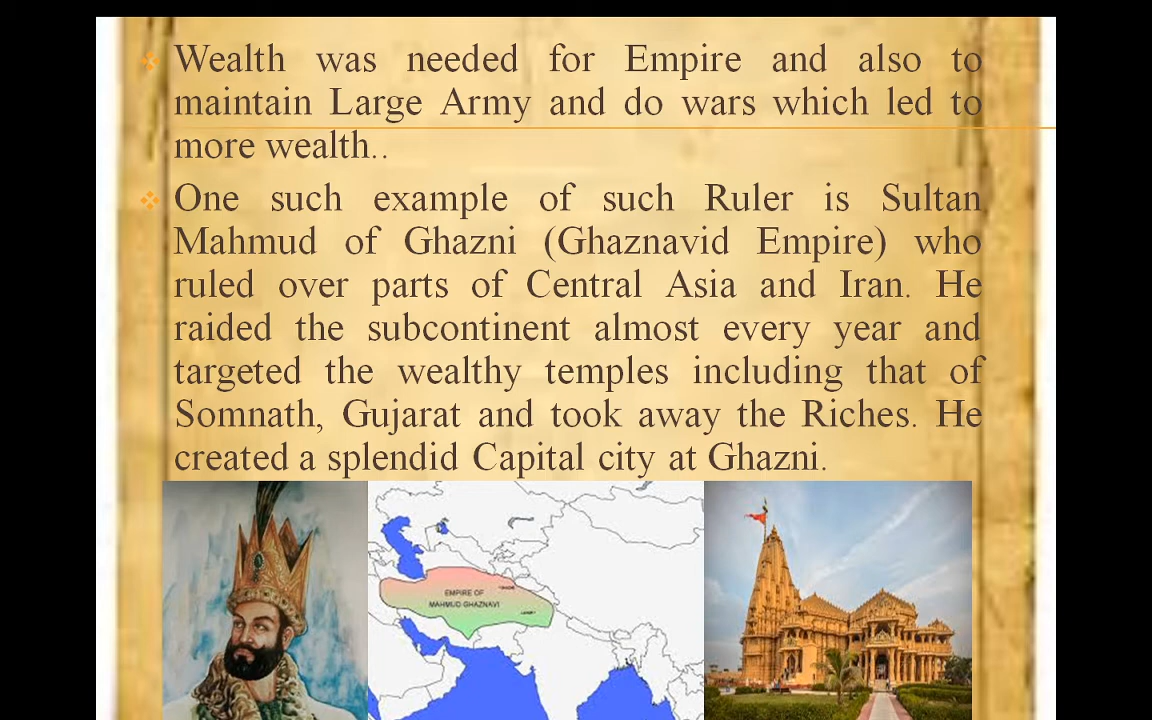 Wealth was needed for Empire and also to
maintain Large Army and do wars which led to
more wealth..
One such example of such Ruler is Sultan
Mahmud of Ghazni (Ghaznavid Empire) who
ruled over parts of Central Asia and Iran. He
raided the subcontinent almost every year and
targeted the wealthy temples including that of
Somnath, Gujarat and took away the Riches. He
created a splendid Capital city at Ghazni.
EMPIRE OF
MAHMUD GHAZNAVI